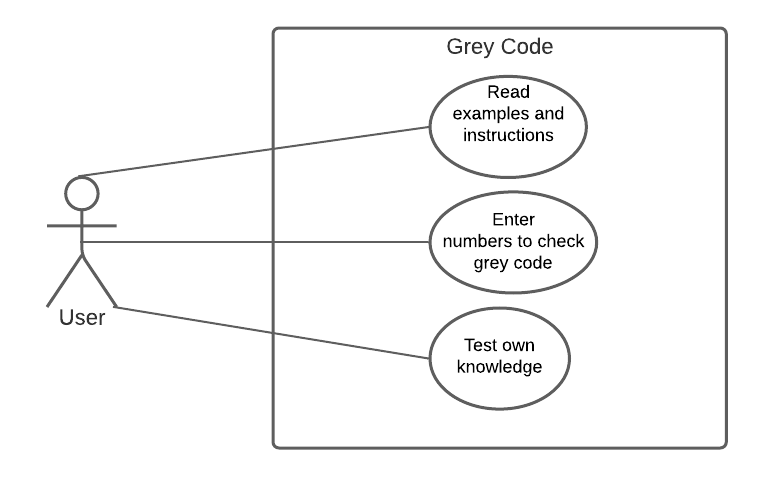 Grey Code
Read
examples and
instructions
Enter
numbers to check
grey code
User
Test own
knowledge